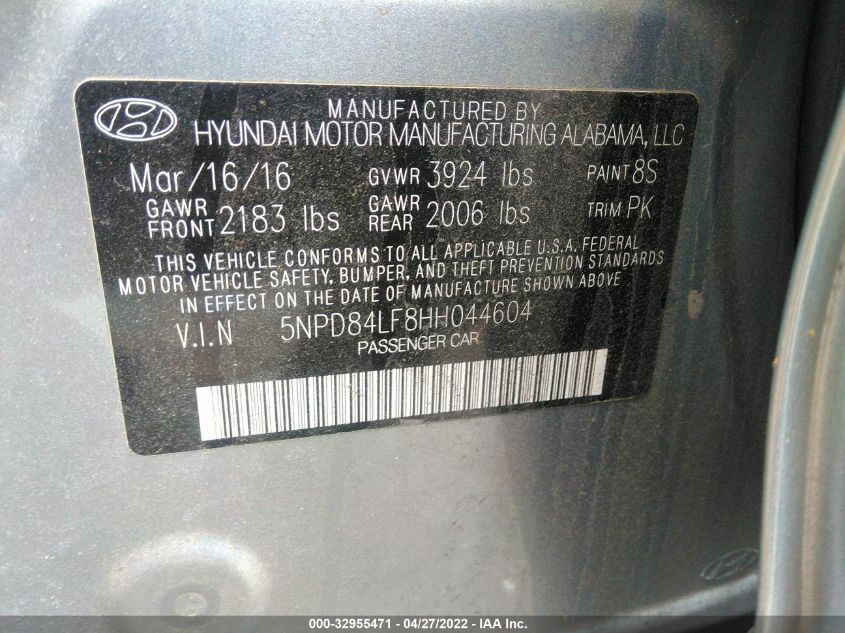 MANUFACTURED BY
HYUNDAI MOTOR MANUFACTURING ALABAMA, LLC
Mar/16/16 GVWR 3924 lbs PAINT 8S
GAWR FRONT 2183 lbs GAWR REAR 2006 lbs TRIM PK
THIS VEHICLE CONFORMS TO ALL APPLICABLE U.S.A. FEDERAL
MOTOR VEHICLE SAFETY, BUMPER, AND THEFT PREVENTION STANDARDS
IN EFFECT ON THE DATE OF MANUFACTURE SHOWN ABOVE
V.I.N 5NPD84LF8HH044604
PASSENGER CAR
000-32955471 - 04/27/2022 - IAA Inc.